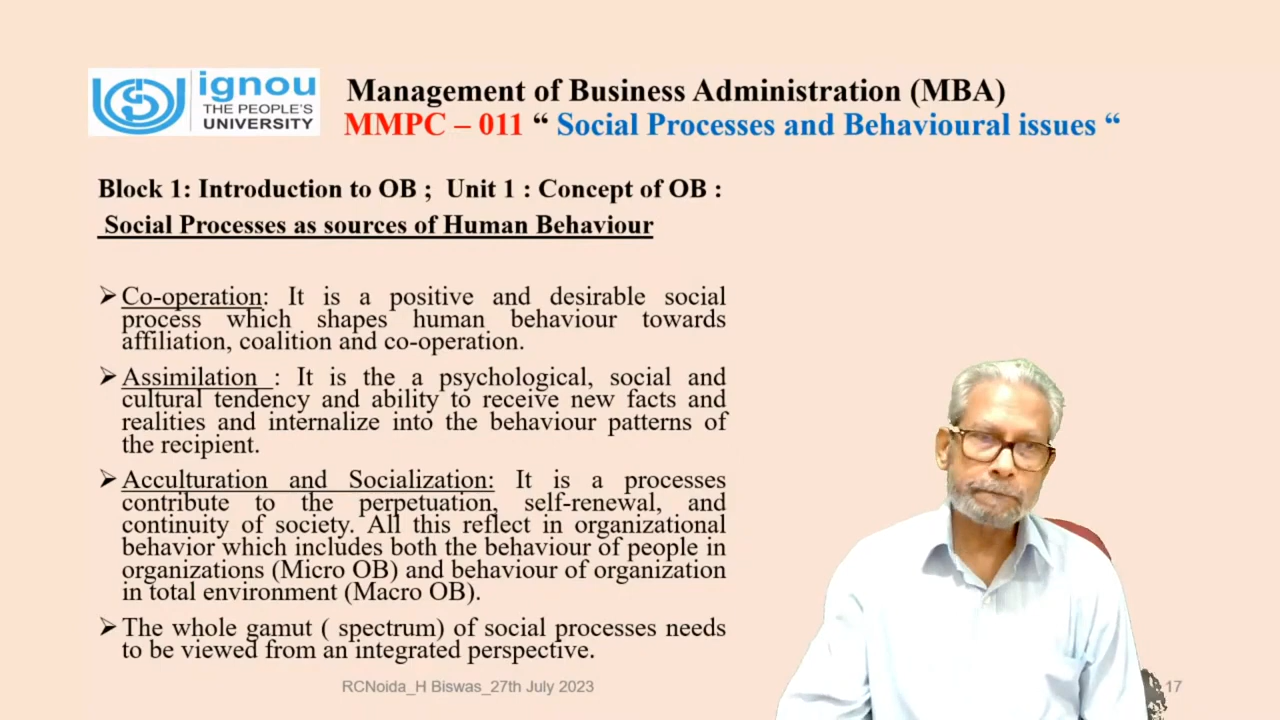 ignou
THE PEOPLE'S
UNIVERSITY
Management of Business Administration (MBA)
MMPC – 011 “ Social Processes and Behavioural issues “
Block 1: Introduction to OB ; Unit 1 : Concept of OB :
Social Processes as sources of Human Behaviour
➢ Co-operation: It is a positive and desirable social
process which shapes human behaviour towards
affiliation, coalition and co-operation.
➢ Assimilation : It is the a psychological, social and
cultural tendency and ability to receive new facts and
realities and internalize into the behaviour patterns of
the recipient.
➢ Acculturation and Socialization: It is a processes
contribute to the perpetuation, self-renewal, and
continuity of society. All this reflect in organizational
behavior which includes both the behaviour of people in
organizations (Micro OB) and behaviour of organization
in total environment (Macro OB).
➢ The whole gamut ( spectrum) of social processes needs
to be viewed from an integrated perspective.
RCNoida_H Biswas_27th July 2023
17